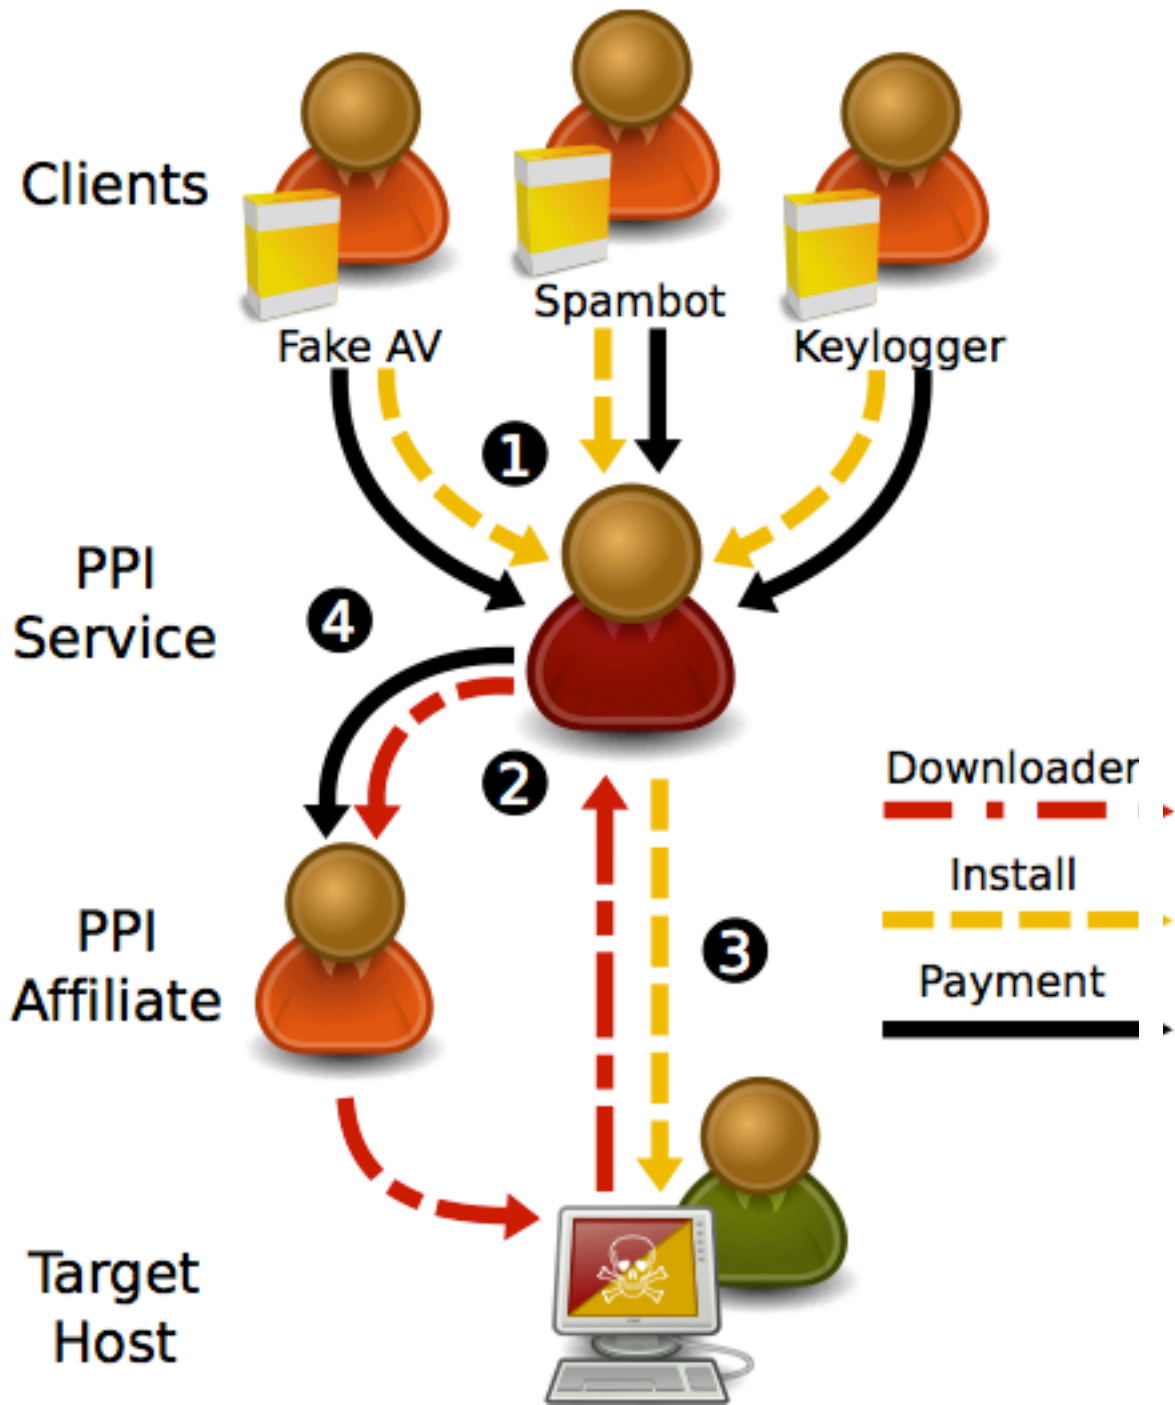 Clients
Fake AV
Spambot
Keylogger
1
PPI
Service
4
2
Downloader
Install
Payment
3
PPI
Affiliate
Target
Host